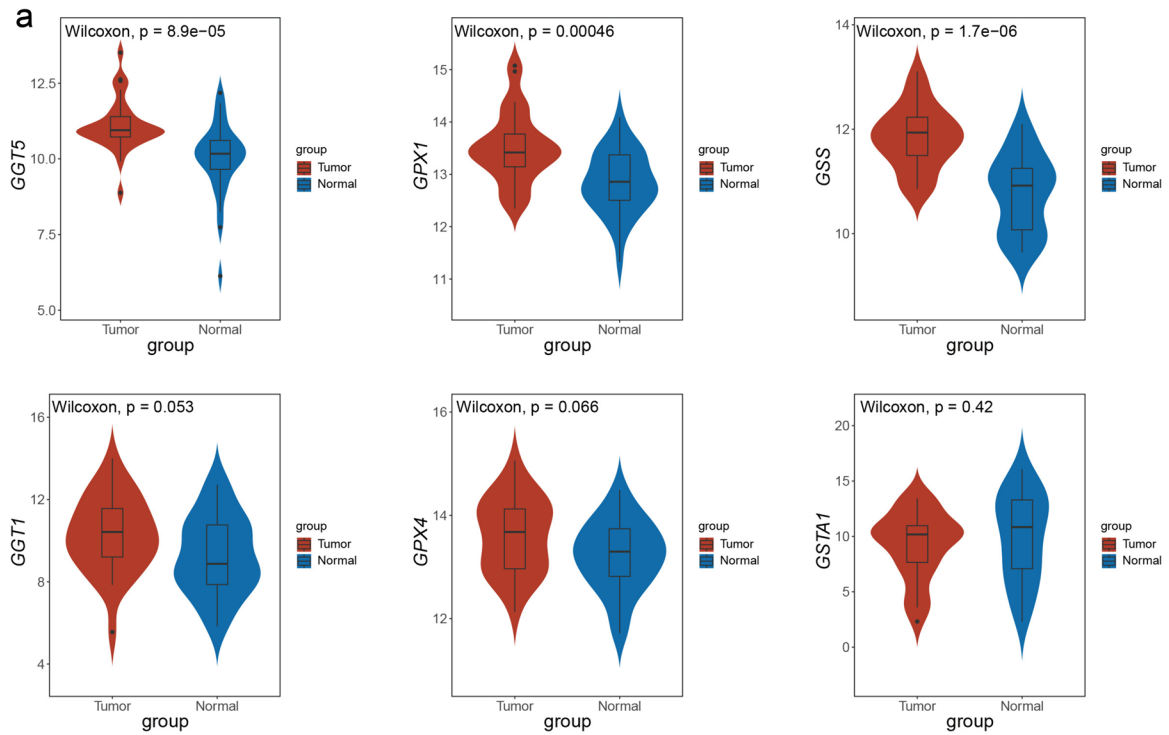 a
Wilcoxon, p = 8.9e−05
12.5
10.0
7.5
5.0
GGT5
Tumor Normal
group
group
Tumor
Normal
Wilcoxon, p = 0.00046
15
14
13
12
11
GPX1
Tumor Normal
group
group
Tumor
Normal
Wilcoxon, p = 1.7e−06
14
12
10
GSS
Tumor Normal
group
group
Tumor
Normal
Wilcoxon, p = 0.053
16
12
8
4
GGT1
Tumor Normal
group
group
Tumor
Normal
Wilcoxon, p = 0.066
16
14
12
GPX4
Tumor Normal
group
group
Tumor
Normal
Wilcoxon, p = 0.42
20
15
10
5
0
GSTA1
Tumor Normal
group
group
Tumor
Normal